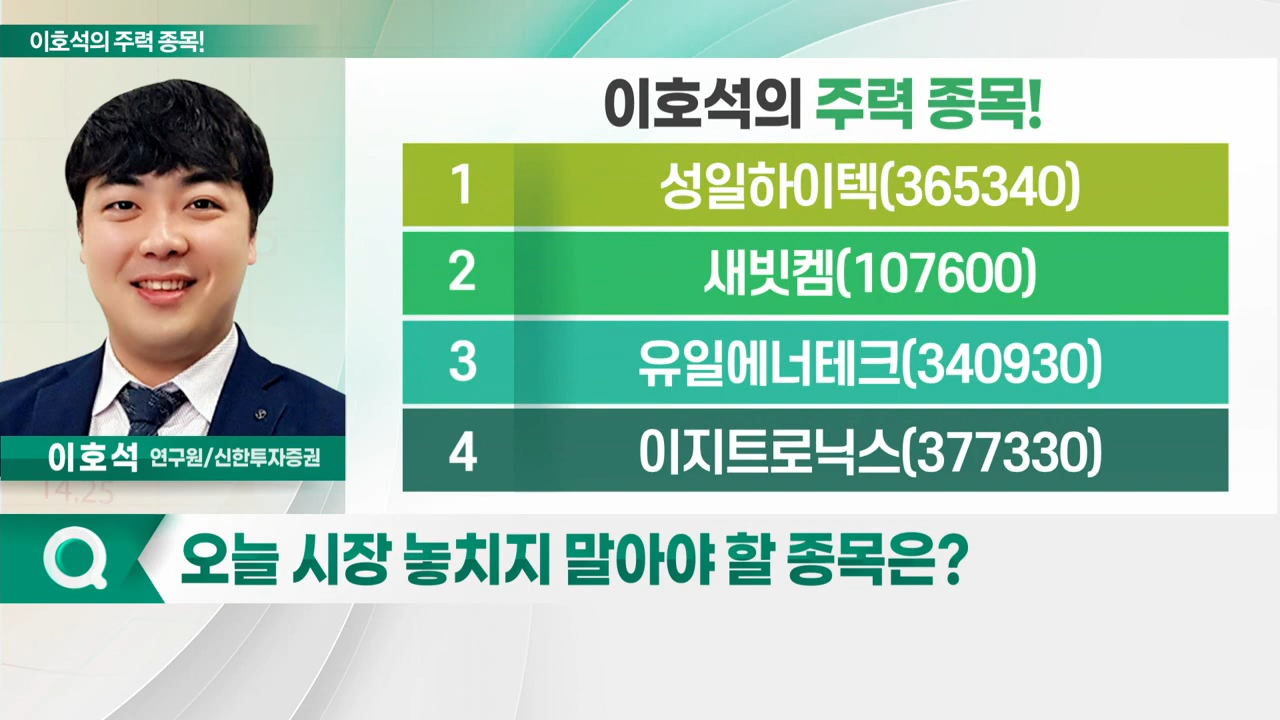 이호석의 주력 종목!
이호석의 주력 종목!
1 성일하이텍(365340)
2 새빗켐(107600)
3 유일에너테크(340930)
4 이지트로닉스(377330)
이호석 연구원/신한투자증권
14.25
Q 오늘 시장 놓치지 말아야 할 종목은?